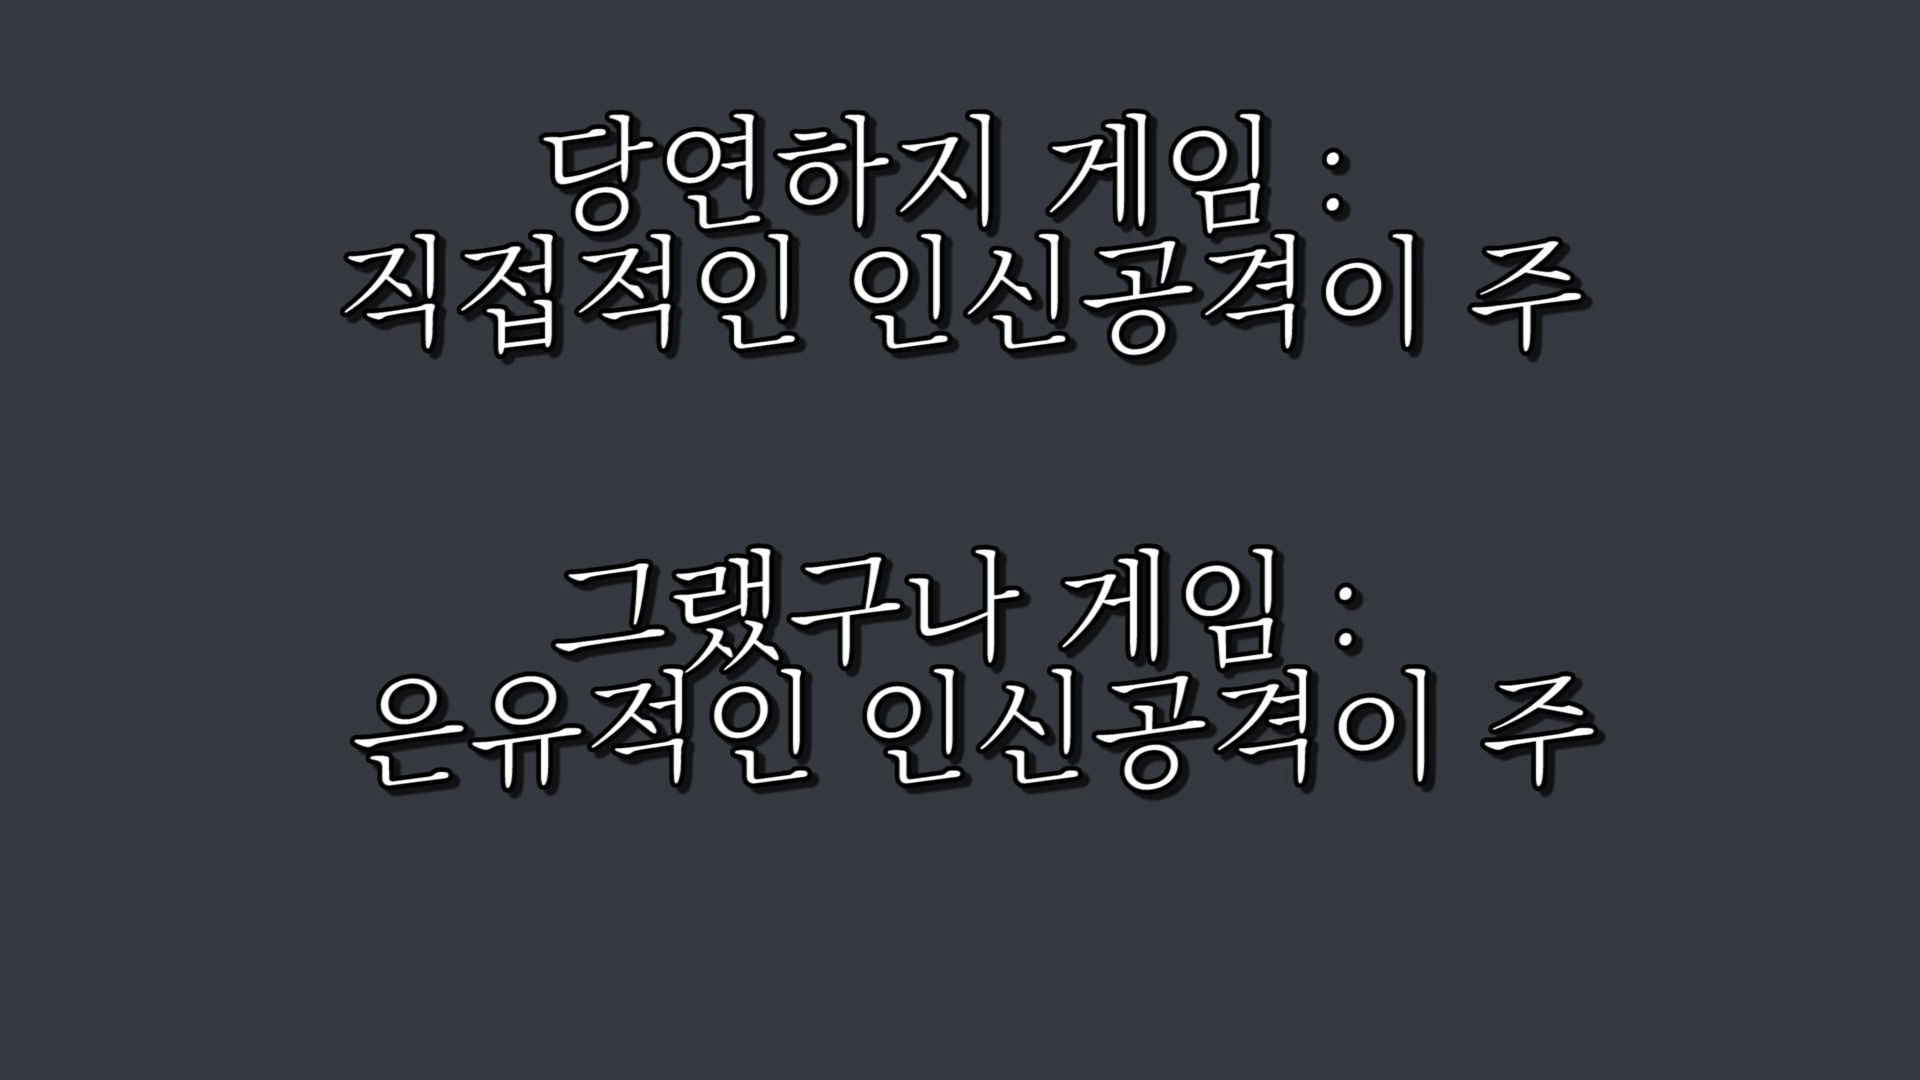 당연하지 게임 :
직접적인 인신공격이 주
그랬구나 게임 :
은유적인 인신공격이 주